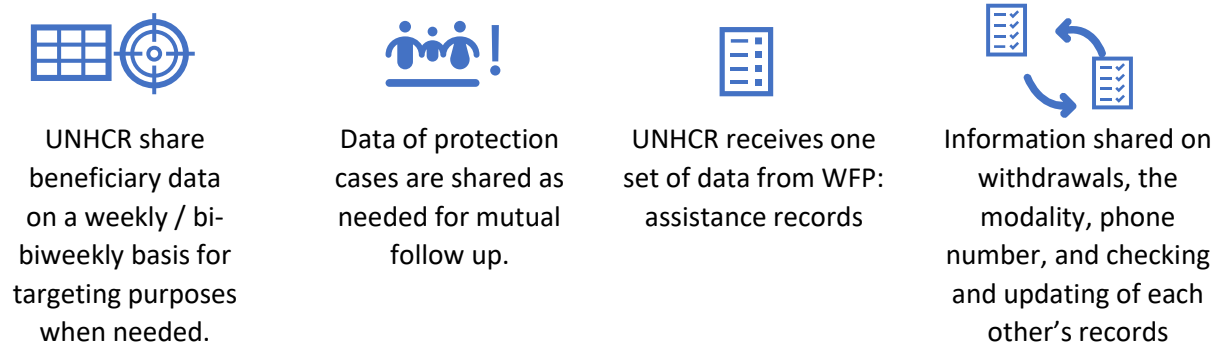 UNHCR share
beneficiary data
on a weekly / bi-
biweekly basis for
targeting purposes
when needed.
Data of protection
cases are shared as
needed for mutual
follow up.
UNHCR receives one
set of data from WFP:
assistance records
Information shared on
withdrawals, the
modality, phone
number, and checking
and updating of each
other’s records